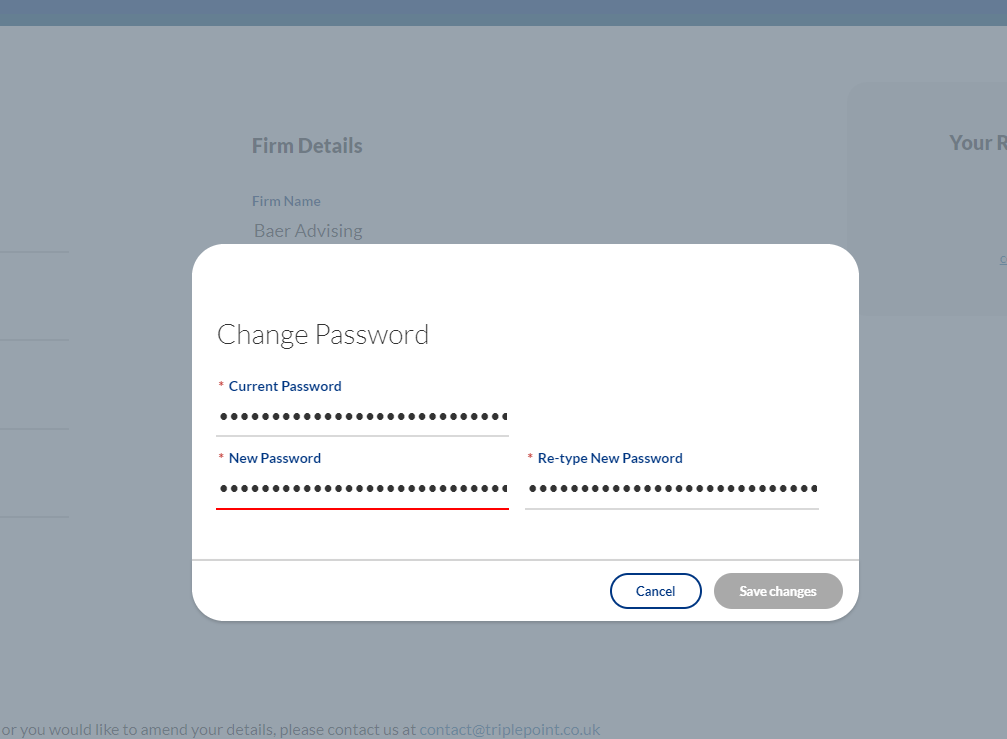 Firm Details
Your R
Firm Name
Baer Advising
c
Change Password
* Current Password
* New Password
* Re-type New Password
Cancel
Save changes
or you would like to amend your details, please contact us at contact@triplepoint.co.uk